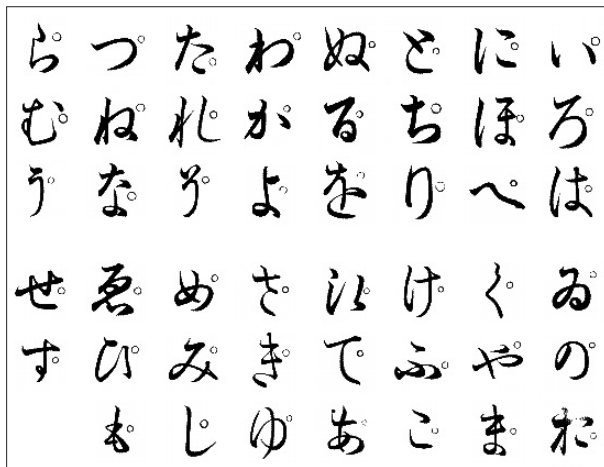 いろは
にほへ
とちり
ぬるを
わかよ
たれそ
つねな
らむう
ゐのお
くやま
けふこ
えてあ
さきゆ
めみし
ゑひも
せす